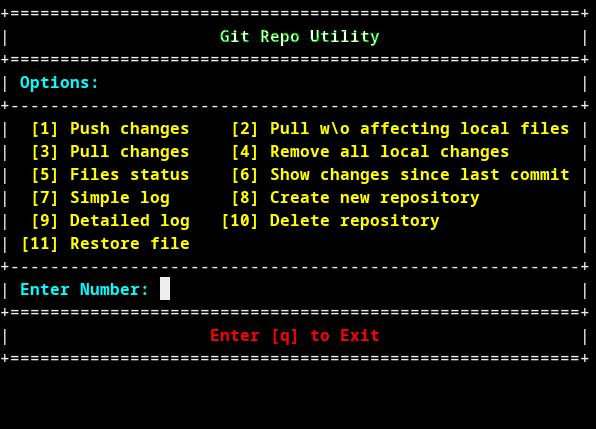 +=========================================================+
|                     Git Repo Utility                    |
+=========================================================+
| Options:                                                |
+---------------------------------------------------------+
|  [1] Push changes    [2] Pull w\o affecting local files |
|  [3] Pull changes    [4] Remove all local changes       |
|  [5] Files status    [6] Show changes since last commit |
|  [7] Simple log      [8] Create new repository          |
|  [9] Detailed log   [10] Delete repository              |
| [11] Restore file                                       |
+---------------------------------------------------------+
| Enter Number:                                           |
+=========================================================+
|                    Enter [q] to Exit                    |
+=========================================================+